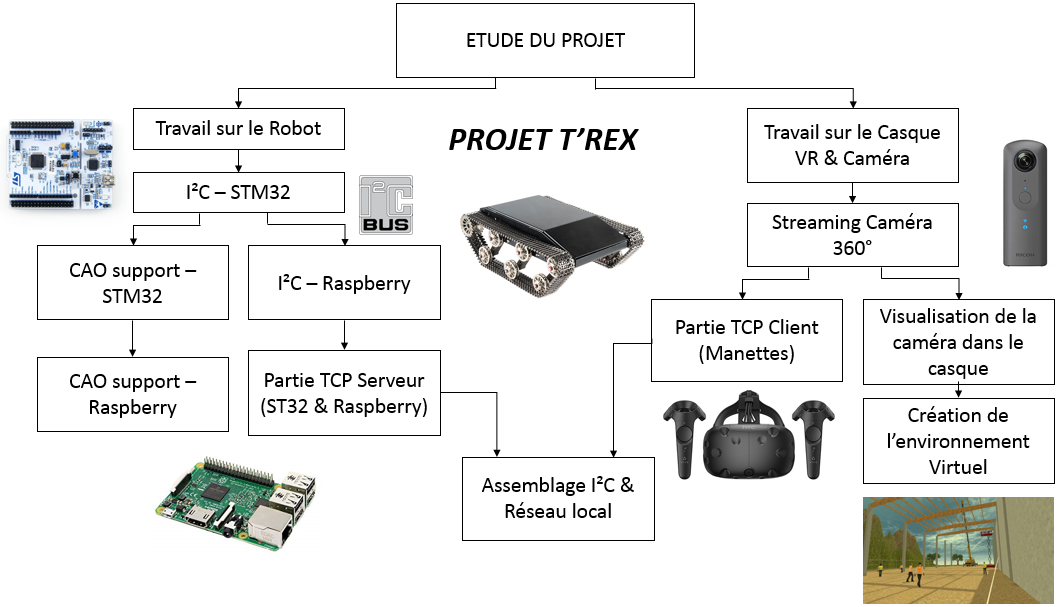 ETUDE DU PROJET
Travail sur le Robot
PROJET T’REX
Travail sur le Casque
VR & Caméra
I²C – STM32
I²C
BUS
Streaming Caméra
360°
CAO support –
STM32
I²C – Raspberry
Partie TCP Client
(Manettes)
Visualisation de la
caméra dans le
casque
CAO support –
Raspberry
Partie TCP Serveur
(ST32 & Raspberry)
Création de
l’environnement
Virtuel
Assemblage I²C &
Réseau local
RICOH
ST